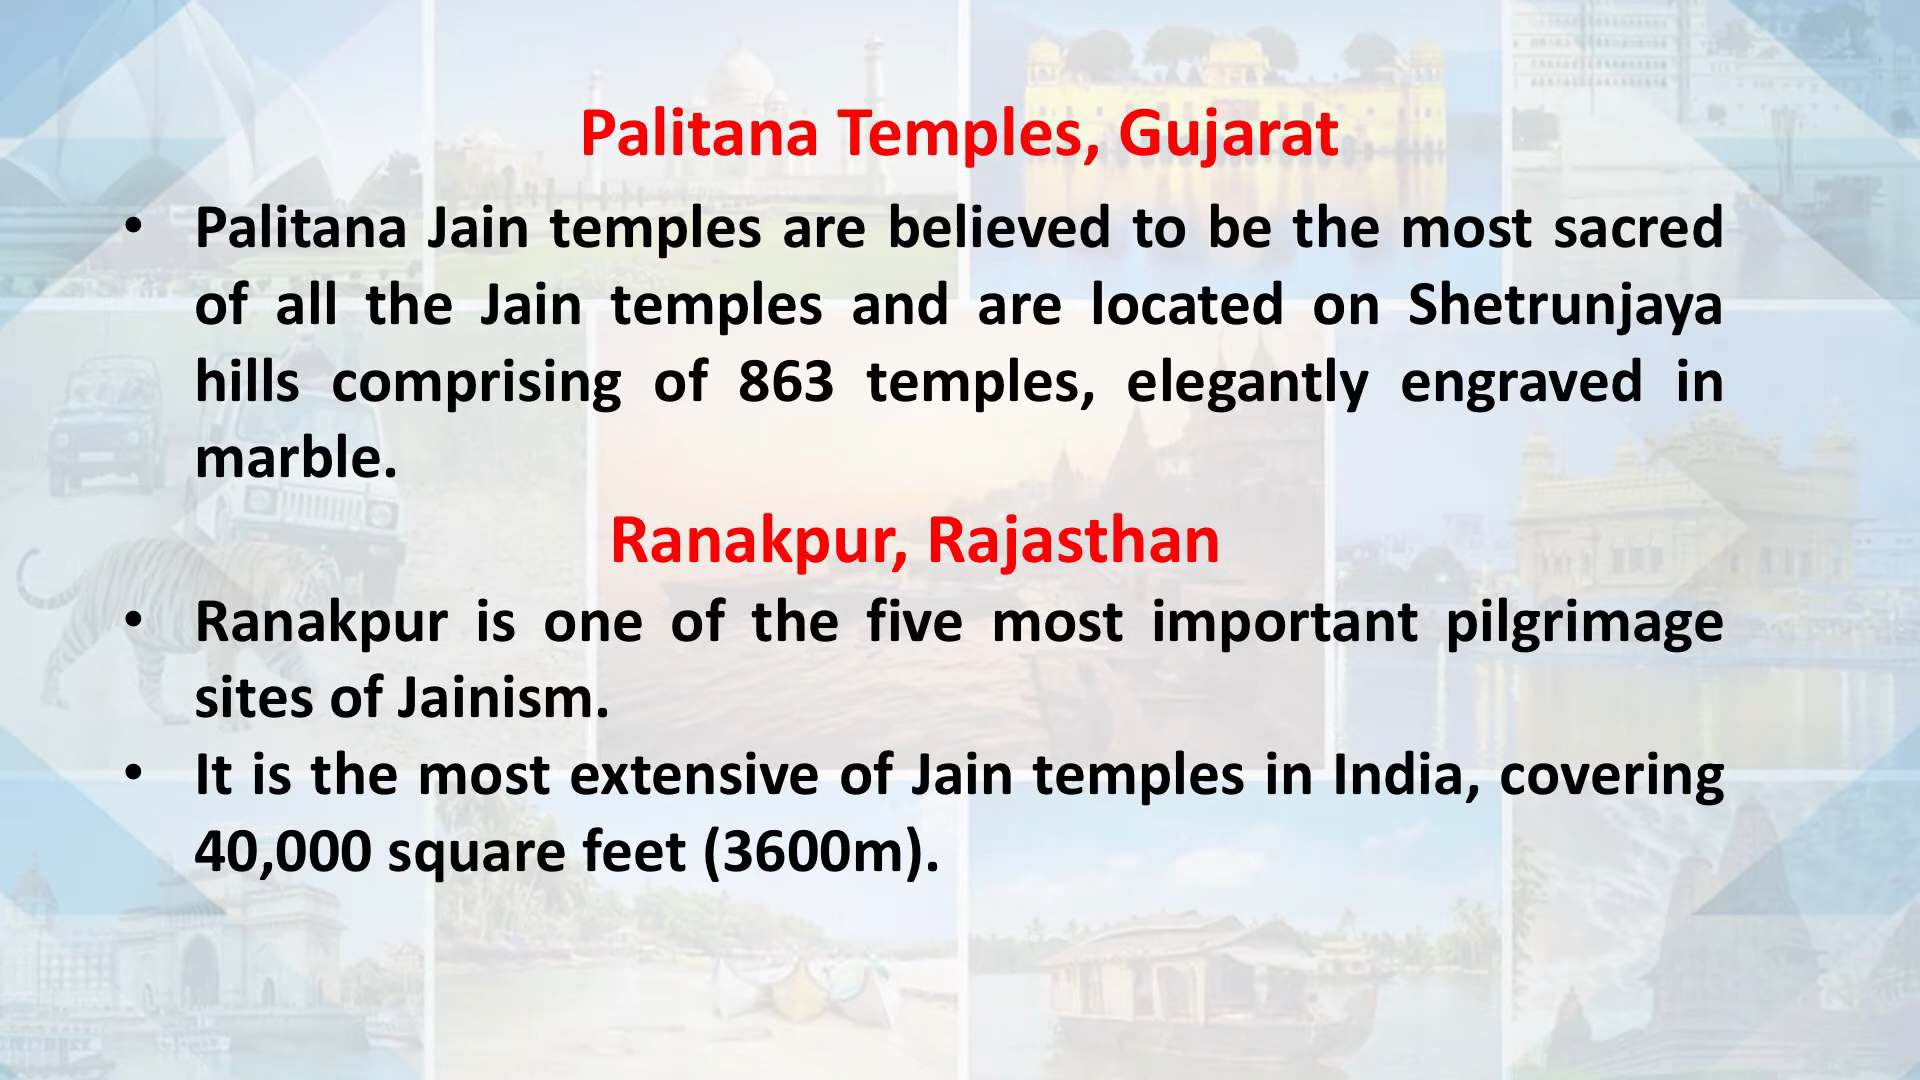 Palitana Temples, Gujarat
• Palitana Jain temples are believed to be the most sacred
of all the Jain temples and are located on Shetrunjaya
hills comprising of 863 temples, elegantly engraved in
marble.
Ranakpur, Rajasthan
• Ranakpur is one of the five most important pilgrimage
sites of Jainism.
• It is the most extensive of Jain temples in India, covering
40,000 square feet (3600m).